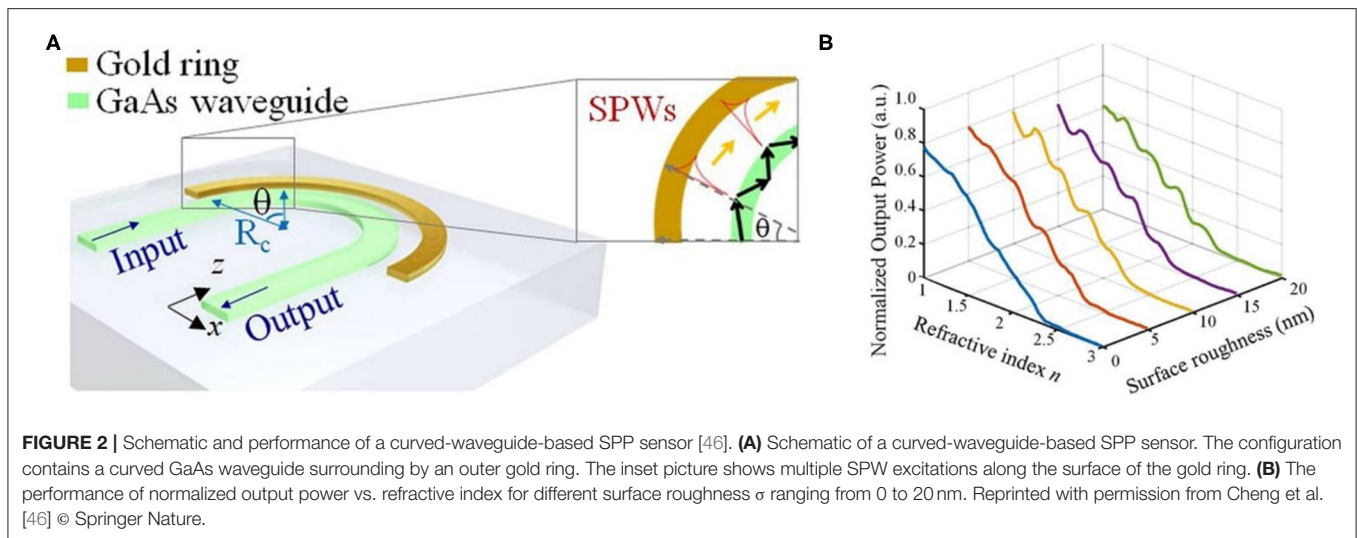 A
Gold ring
GaAs waveguide
θ
Rc
Input
z
x
Output
SPWs
θ
B
Normalized Output Power (a.u.)
1.0
0.8
0.6
0.4
0.2
0
1
1.5
2
2.5
3
Refractive index n
0
5
10
15
20
Surface roughness (nm)
FIGURE 2 | Schematic and performance of a curved-waveguide-based SPP sensor [46]. (A) Schematic of a curved-waveguide-based SPP sensor. The configuration
contains a curved GaAs waveguide surrounding by an outer gold ring. The inset picture shows multiple SPW excitations along the surface of the gold ring. (B) The
performance of normalized output power vs. refractive index for different surface roughness σ ranging from 0 to 20 nm. Reprinted with permission from Cheng et al.
[46] © Springer Nature.